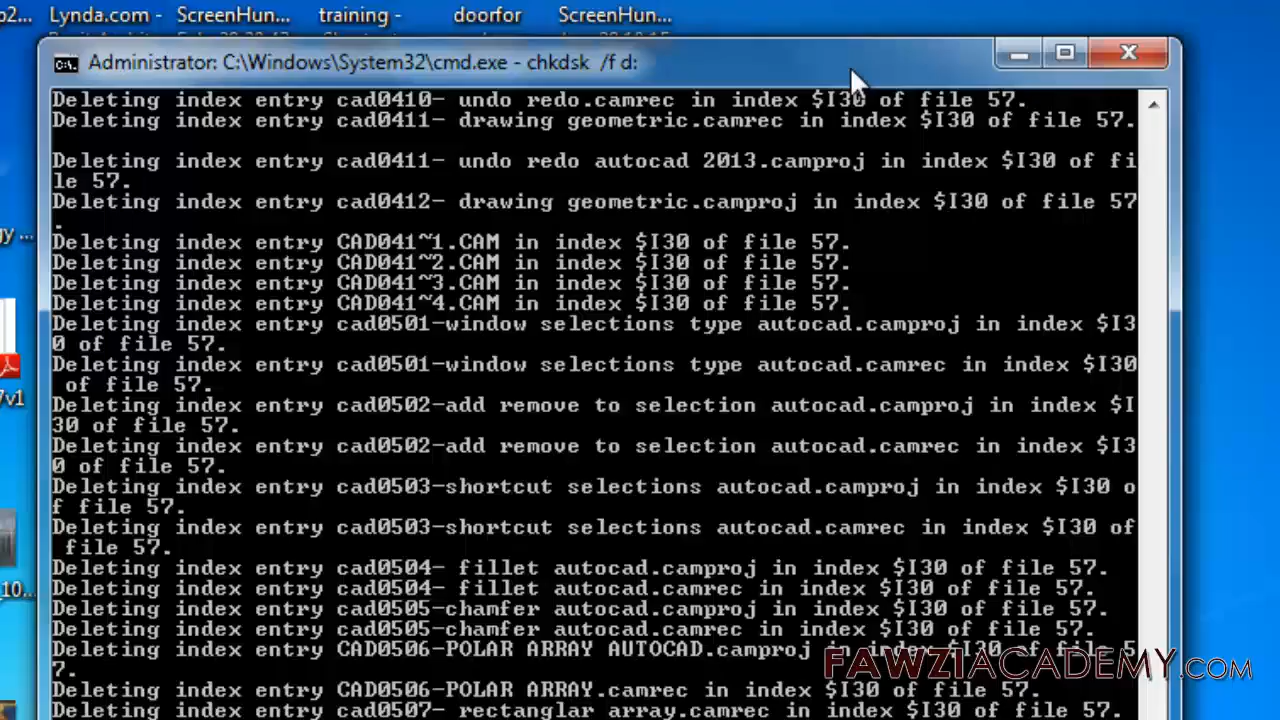 p2... Lynda.com - ScreenHun... training - doorfor ScreenHun...
Administrator: C:\Windows\System32\cmd.exe - chkdsk /f d:
Deleting index entry cad0410- undo redo.camrec in index $I30 of file 57.
Deleting index entry cad0411- drawing geometric.camrec in index $I30 of file 57.
Deleting index entry cad0411- undo redo autocad 2013.camproj in index $I30 of fi
le 57.
Deleting index entry cad0412- drawing geometric.camproj in index $I30 of file 57
.
gy ...
Deleting index entry CAD041~1.CAM in index $I30 of file 57.
Deleting index entry CAD041~2.CAM in index $I30 of file 57.
Deleting index entry CAD041~3.CAM in index $I30 of file 57.
Deleting index entry CAD041~4.CAM in index $I30 of file 57.
Deleting index entry cad0501-window selections type autocad.camproj in index $I3
0 of file 57.
Deleting index entry cad0501-window selections type autocad.camrec in index $I30
of file 57.
7v1
Deleting index entry cad0502-add remove to selection autocad.camproj in index $I
30 of file 57.
Deleting index entry cad0502-add remove to selection autocad.camrec in index $I3
0 of file 57.
Deleting index entry cad0503-shortcut selections autocad.camproj in index $I30 o
f file 57.
Deleting index entry cad0503-shortcut selections autocad.camrec in index $I30 of
file 57.
Deleting index entry cad0504- fillet autocad.camproj in index $I30 of file 57.
Deleting index entry cad0504- fillet autocad.camrec in index $I30 of file 57.
_10...
Deleting index entry cad0505-chamfer autocad.camproj in index $I30 of file 57.
Deleting index entry cad0505-chamfer autocad.camrec in index $I30 of file 57.
Deleting index entry CAD0506-POLAR ARRAY AUTOCAD.camproj in index $I30 of file 5
7.
FAWZIACADEMY.COM
Deleting index entry CAD0506-POLAR ARRAY.camrec in index $I30 of file 57.
Deleting index entry cad0507- rectanglar array.camrec in index $I30 of file 57.